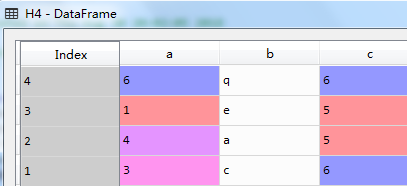 H4 - DataFrame
Index a b c
4 6 q 6
3 1 e 5
2 4 a 5
1 3 c 6